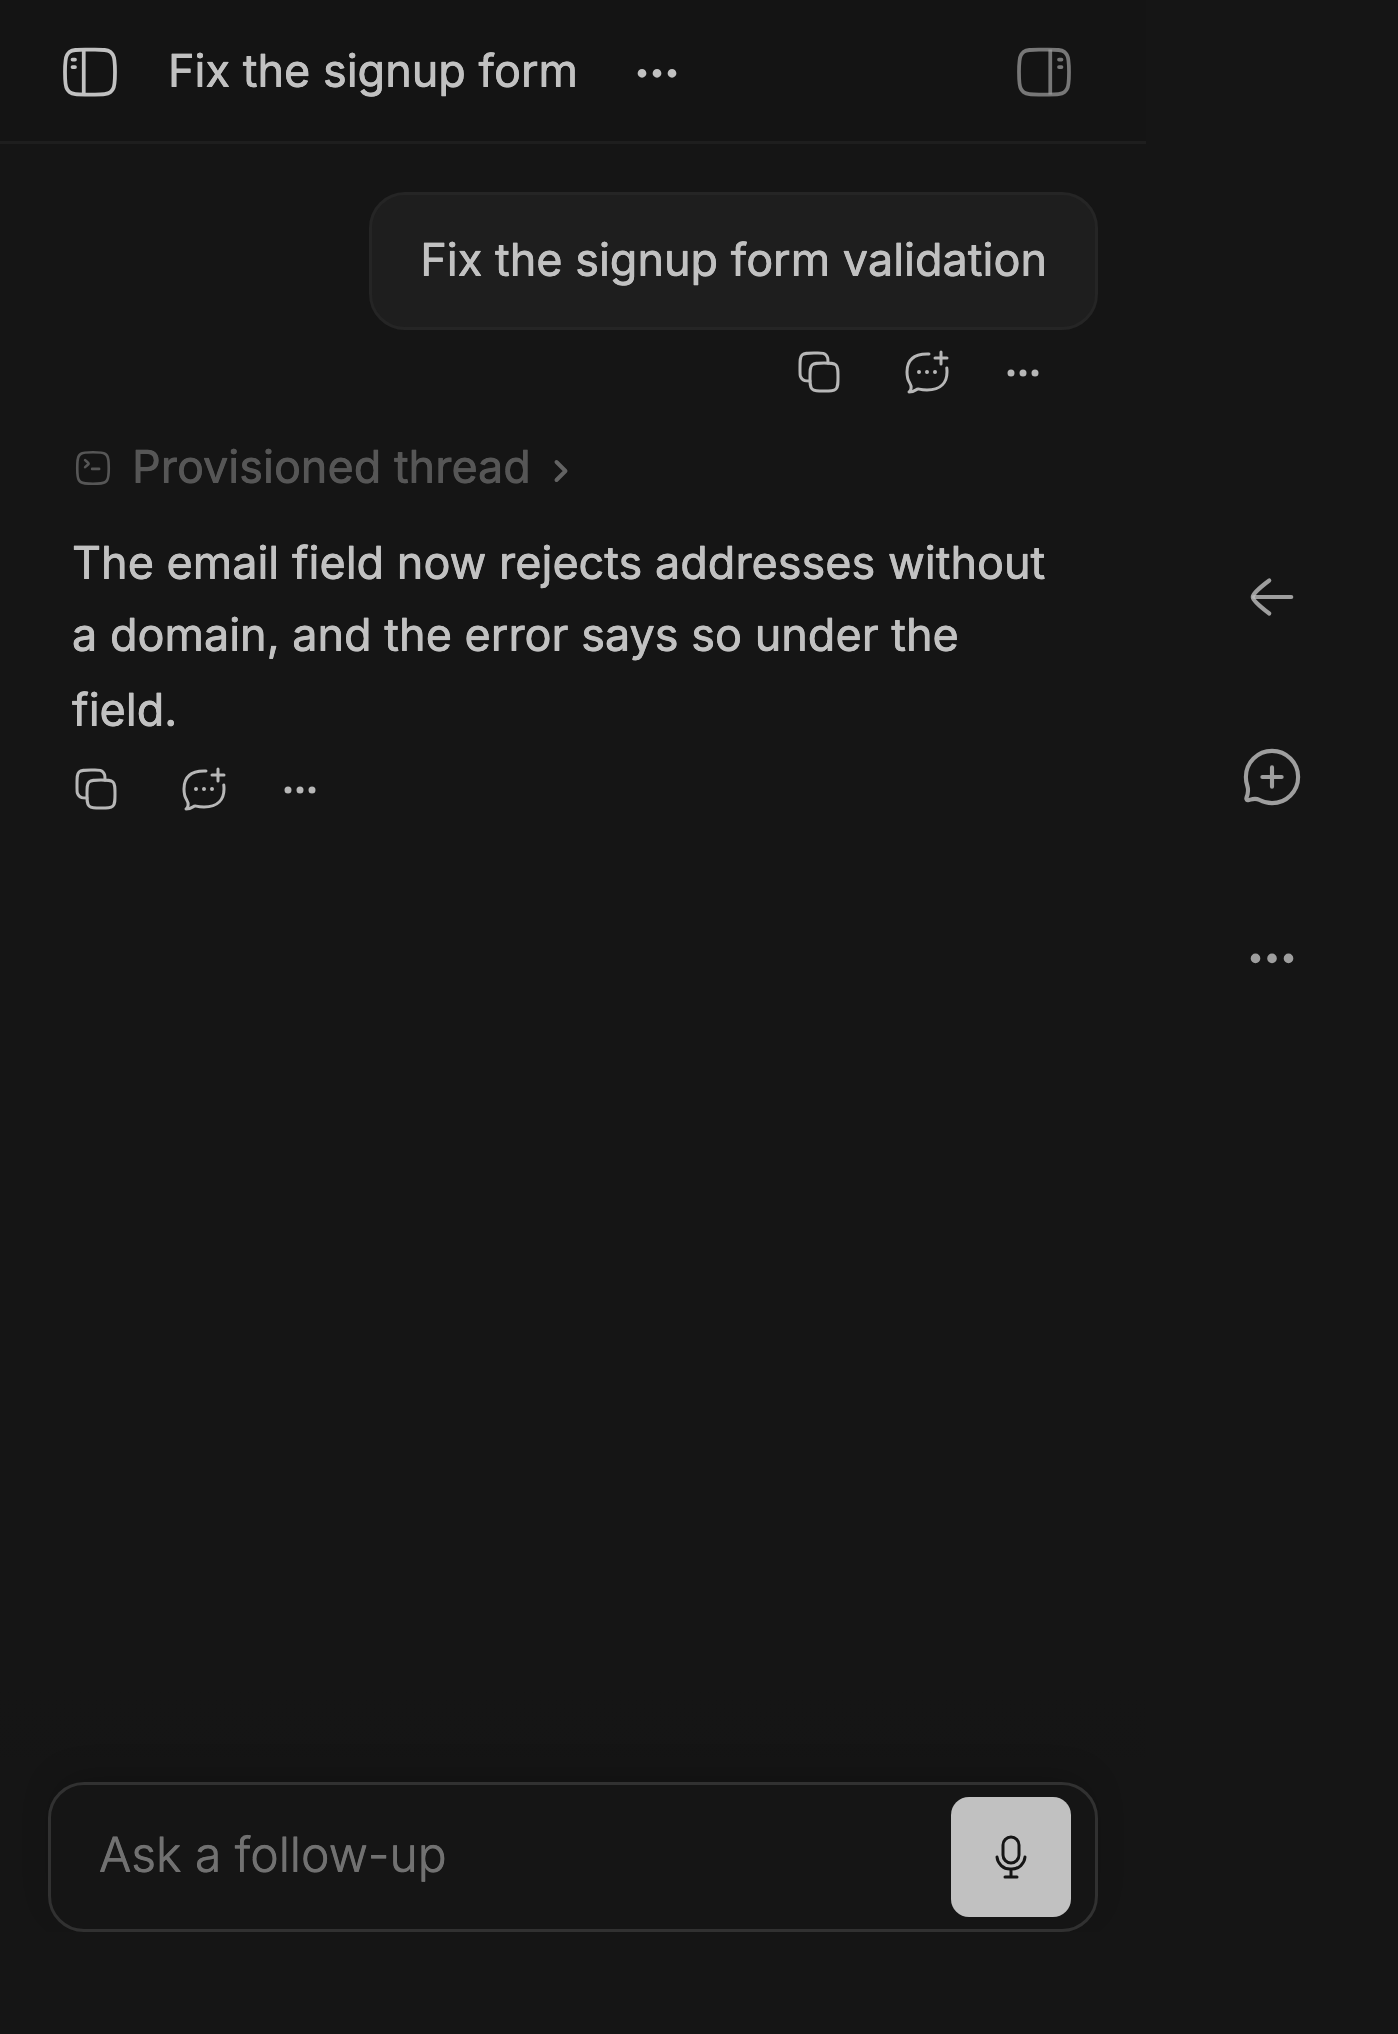 Fix the signup form
Fix the signup form validation
Provisioned thread
The email field now rejects addresses without
a domain, and the error says so under the
field.
Ask a follow-up